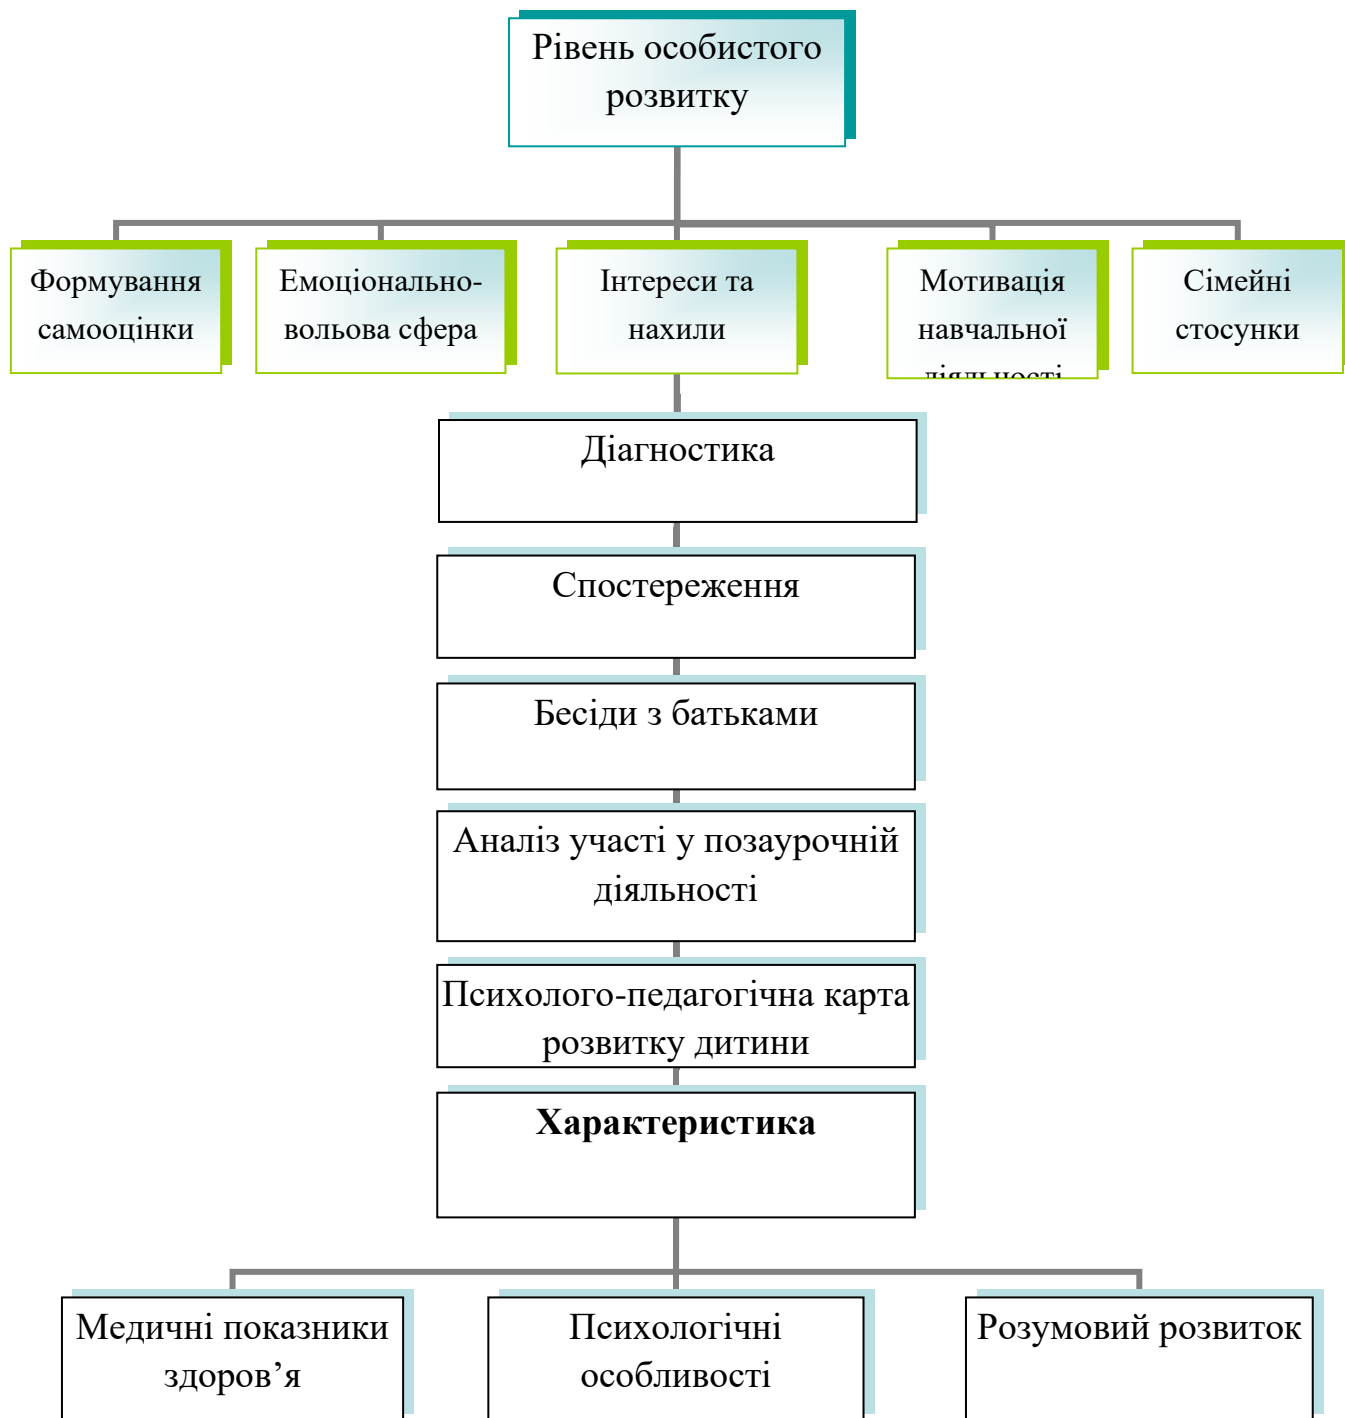 Рівень особистого
розвитку
Формування
самооцінки
Емоціонально-
вольова сфера
Інтереси та
нахили
Мотивація
навчальної
діяльності
Сімейні
стосунки
Діагностика
Спостереження
Бесіди з батьками
Аналіз участі у позаурочній
діяльності
Психолого-педагогічна карта
розвитку дитини
Характеристика
Медичні показники
здоров’я
Психологічні
особливості
Розумовий розвиток